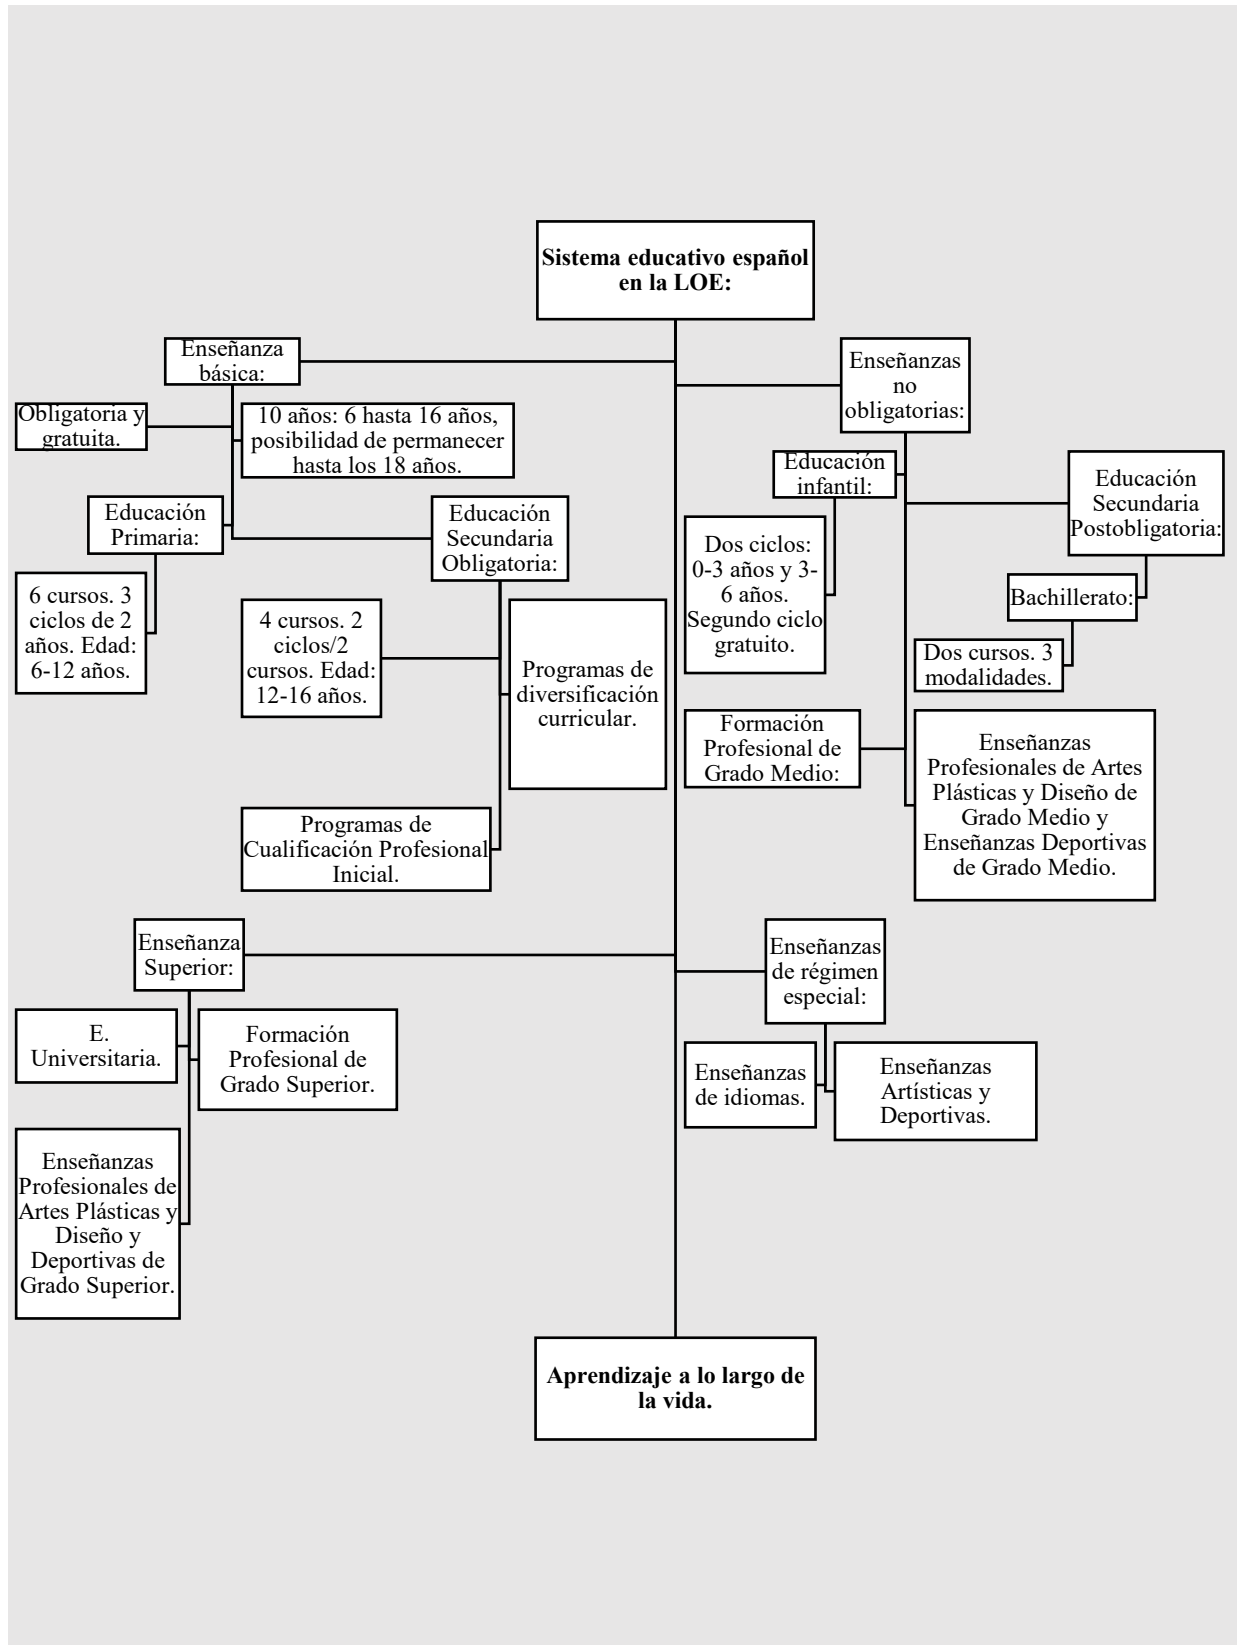 Sistema educativo español
en la LOE:
Enseñanza
básica:
Obligatoria y
gratuita.
10 años: 6 hasta 16 años,
posibilidad de permanecer
hasta los 18 años.
Educación
Primaria:
6 cursos. 3
ciclos de 2
años. Edad:
6-12 años.
Educación
Secundaria
Obligatoria:
4 cursos. 2
ciclos/2
cursos. Edad:
12-16 años.
Programas de
diversificación
curricular.
Programas de
Cualificación Profesional
Inicial.
Enseñanzas
no
obligatorias:
Educación
infantil:
Dos ciclos:
0-3 años y 3-
6 años.
Segundo ciclo
gratuito.
Educación
Secundaria
Postobligatoria:
Bachillerato:
Dos cursos. 3
modalidades.
Formación
Profesional de
Grado Medio:
Enseñanzas
Profesionales de Artes
Plásticas y Diseño de
Grado Medio y
Enseñanzas Deportivas
de Grado Medio.
Enseñanza
Superior:
E.
Universitaria.
Formación
Profesional de
Grado Superior.
Enseñanzas
Profesionales de
Artes Plásticas y
Diseño y
Deportivas de
Grado Superior.
Enseñanzas
de régimen
especial:
Enseñanzas
de idiomas.
Enseñanzas
Artísticas y
Deportivas.
Aprendizaje a lo largo de
la vida.